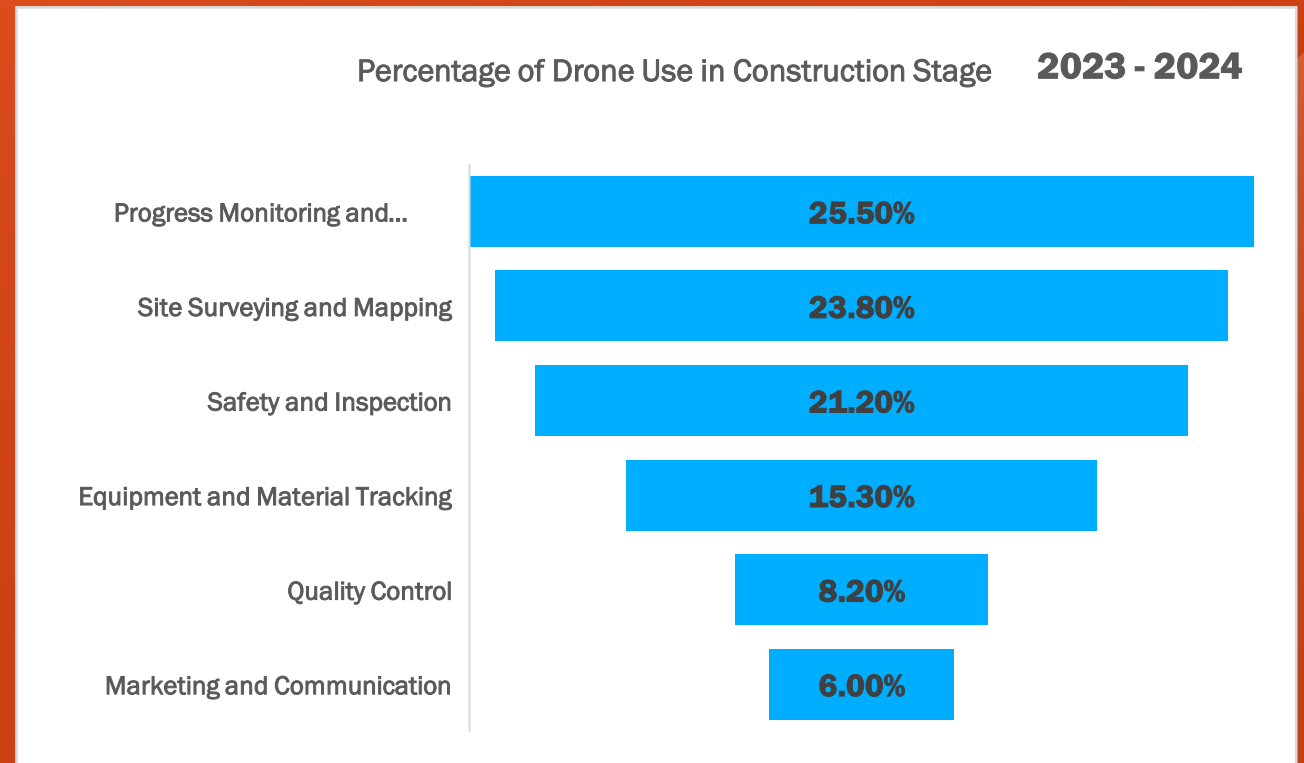 Percentage of Drone Use in Construction Stage 2023 - 2024
Progress Monitoring and...
25.50%
Site Surveying and Mapping
23.80%
Safety and Inspection
21.20%
Equipment and Material Tracking
15.30%
Quality Control
8.20%
Marketing and Communication
6.00%